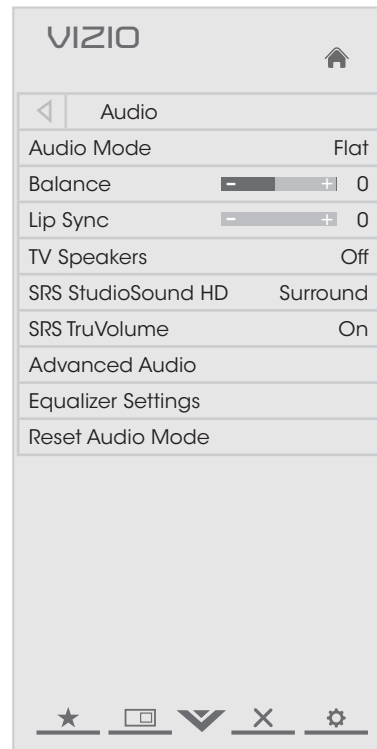 VIZIO
Audio
Audio Mode Flat
Balance - + 0
Lip Sync - + 0
TV Speakers Off
SRS StudioSound HD Surround
SRS TruVolume On
Advanced Audio
Equalizer Settings
Reset Audio Mode